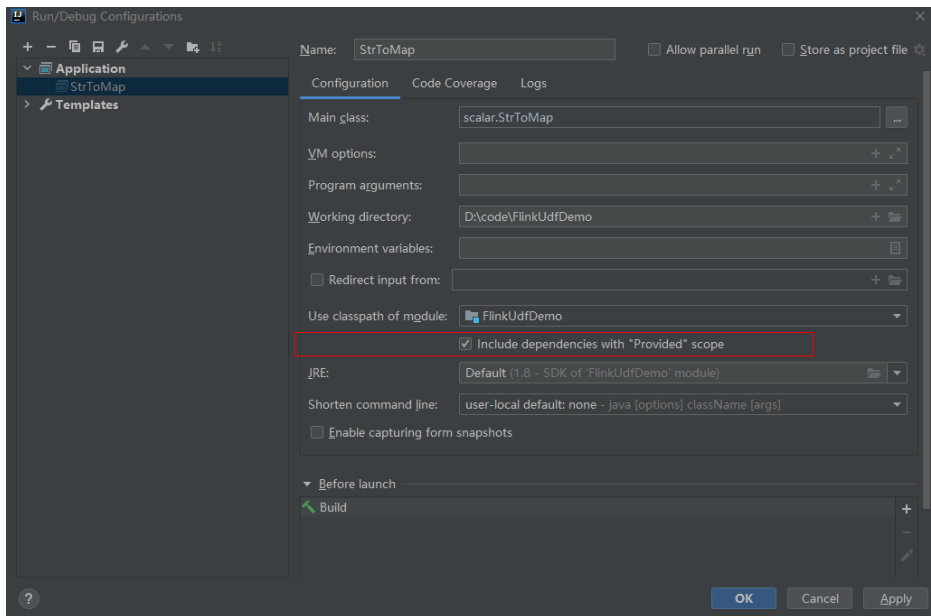 Run/Debug Configurations
Name: StrToMap Allow parallel run Store as project file
Application
StrToMap
Templates
Configuration Code Coverage Logs
Main class: scalar.StrToMap ...
VM options:
Program arguments:
Working directory: D:\code\FlinkUdfDemo
Environment variables:
Redirect input from:
Use classpath of module: FlinkUdfDemo
Include dependencies with "Provided" scope
JRE: Default (1.8 - SDK of 'FlinkUdfDemo' module)
Shorten command line: user-local default: none - java [options] className [args]
Enable capturing form snapshots
Before launch
Build
? OK Cancel Apply